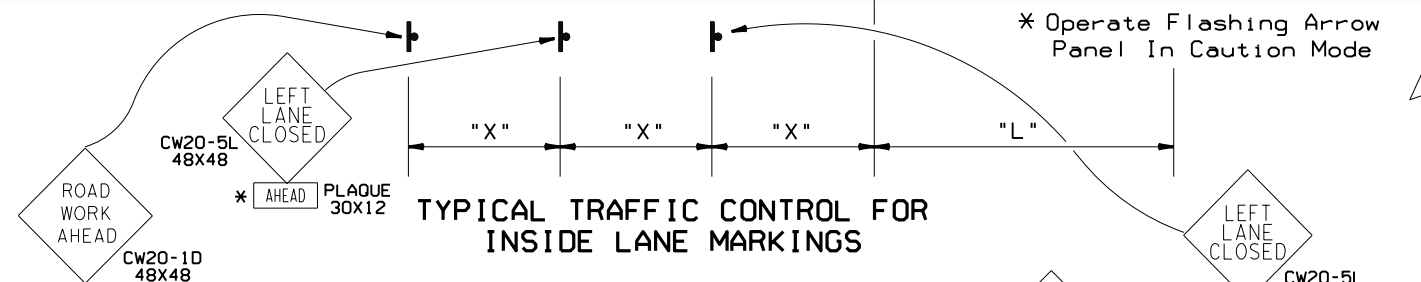 * Operate Flashing Arrow
Panel In Caution Mode
LEFT
LANE
CLOSED
CW20-5L
48X48
* AHEAD PLAQUE
30X12
"X"
"X"
"X"
"L"
ROAD
WORK
AHEAD
CW20-1D
48X48
TYPICAL TRAFFIC CONTROL FOR
INSIDE LANE MARKINGS
LEFT
LANE
CLOSED
CW20-5L